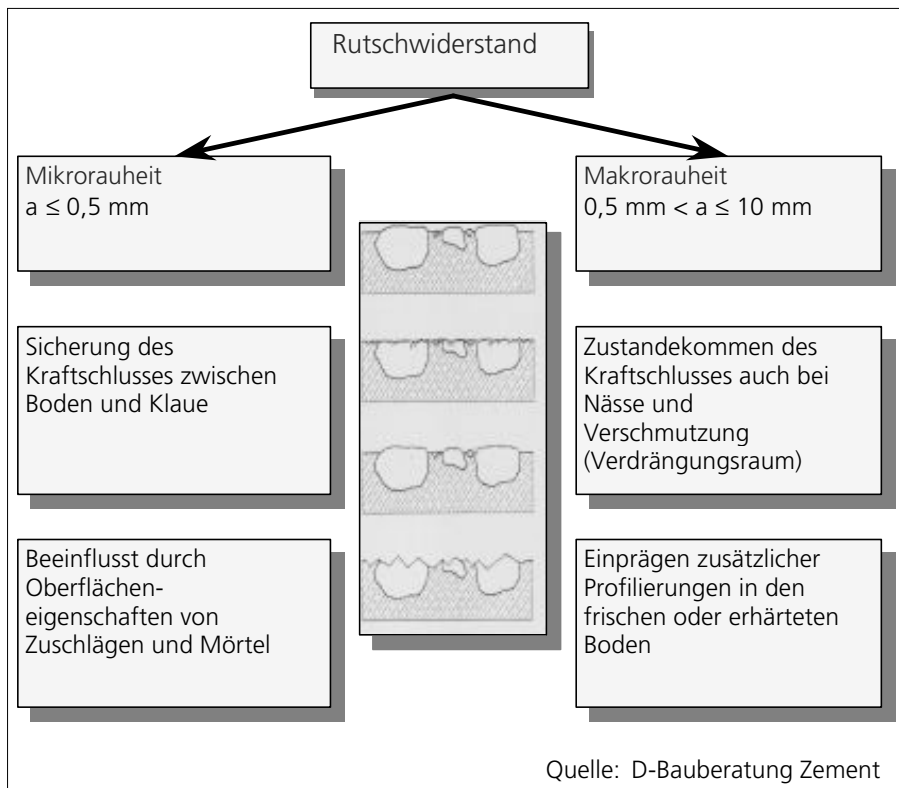 Rutschwiderstand
Mikrorauheit
a ≤ 0,5 mm
Makrorauheit
0,5 mm < a ≤ 10 mm
Sicherung des
Kraftschlusses zwischen
Boden und Klaue
Zustandekommen des
Kraftschlusses auch bei
Nässe und
Verschmutzung
(Verdrängungsraum)
Beeinflusst durch
Oberflächen-
eigenschaften von
Zuschlägen und Mörtel
Einprägen zusätzlicher
Profilierungen in den
frischen oder erhärteten
Boden
Quelle: D-Bauberatung Zement